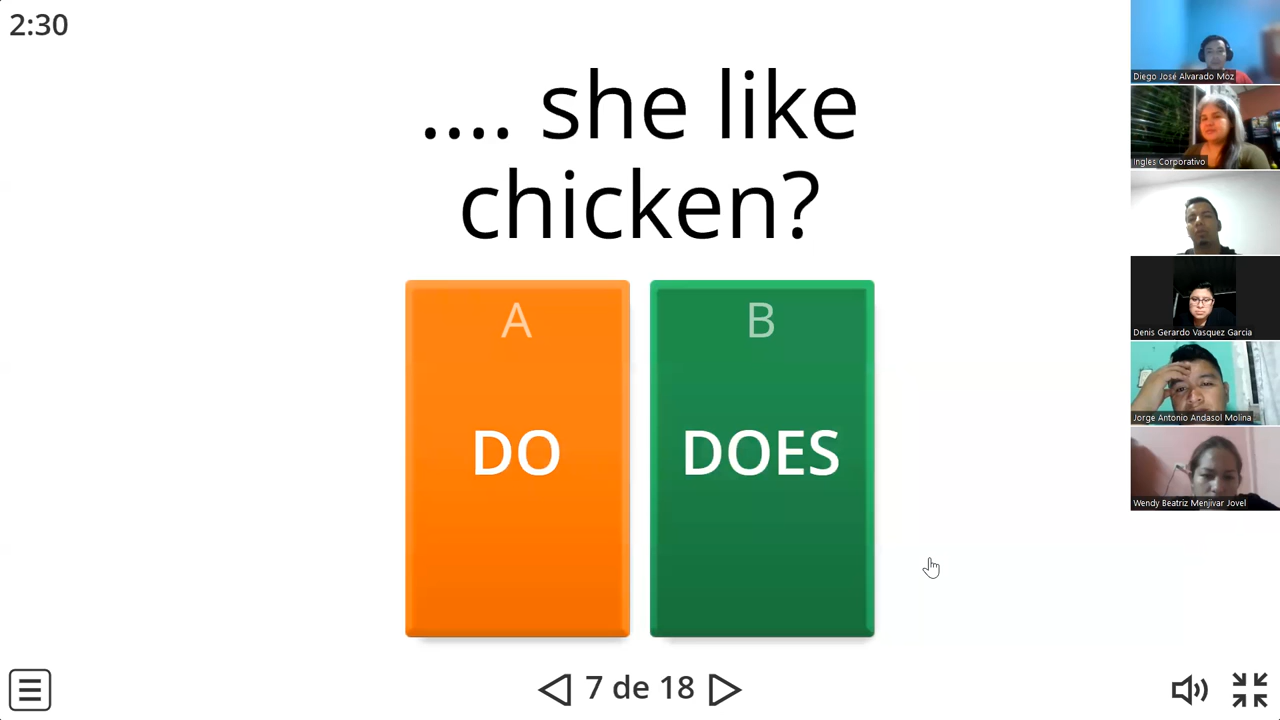 2:30
.... she like
chicken?
A
B
DO
DOES
7 de 18
Diego José Alvarado Moz
Ingles Corporativo
Denis Gerardo Vasquez Garcia
Jorge Antonio Andasol Molina
Wendy Beatriz Menjivar Jovel